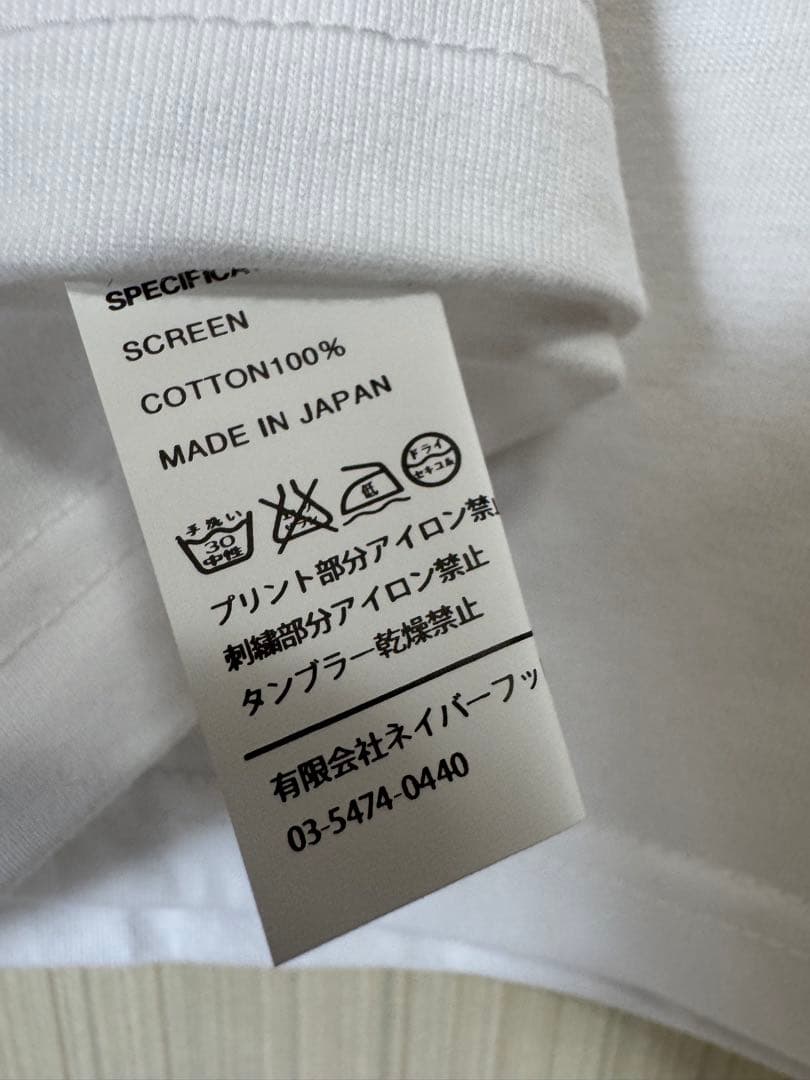 SPECIFICA
SCREEN
COTTON100%
MADE IN JAPAN
手洗い
30
中性
低
ドライ
セキユ系
プリント部分アイロン禁
刺繍部分アイロン禁止
タンブラー乾燥禁止
有限会社ネイバーフッ
03-5474-0440